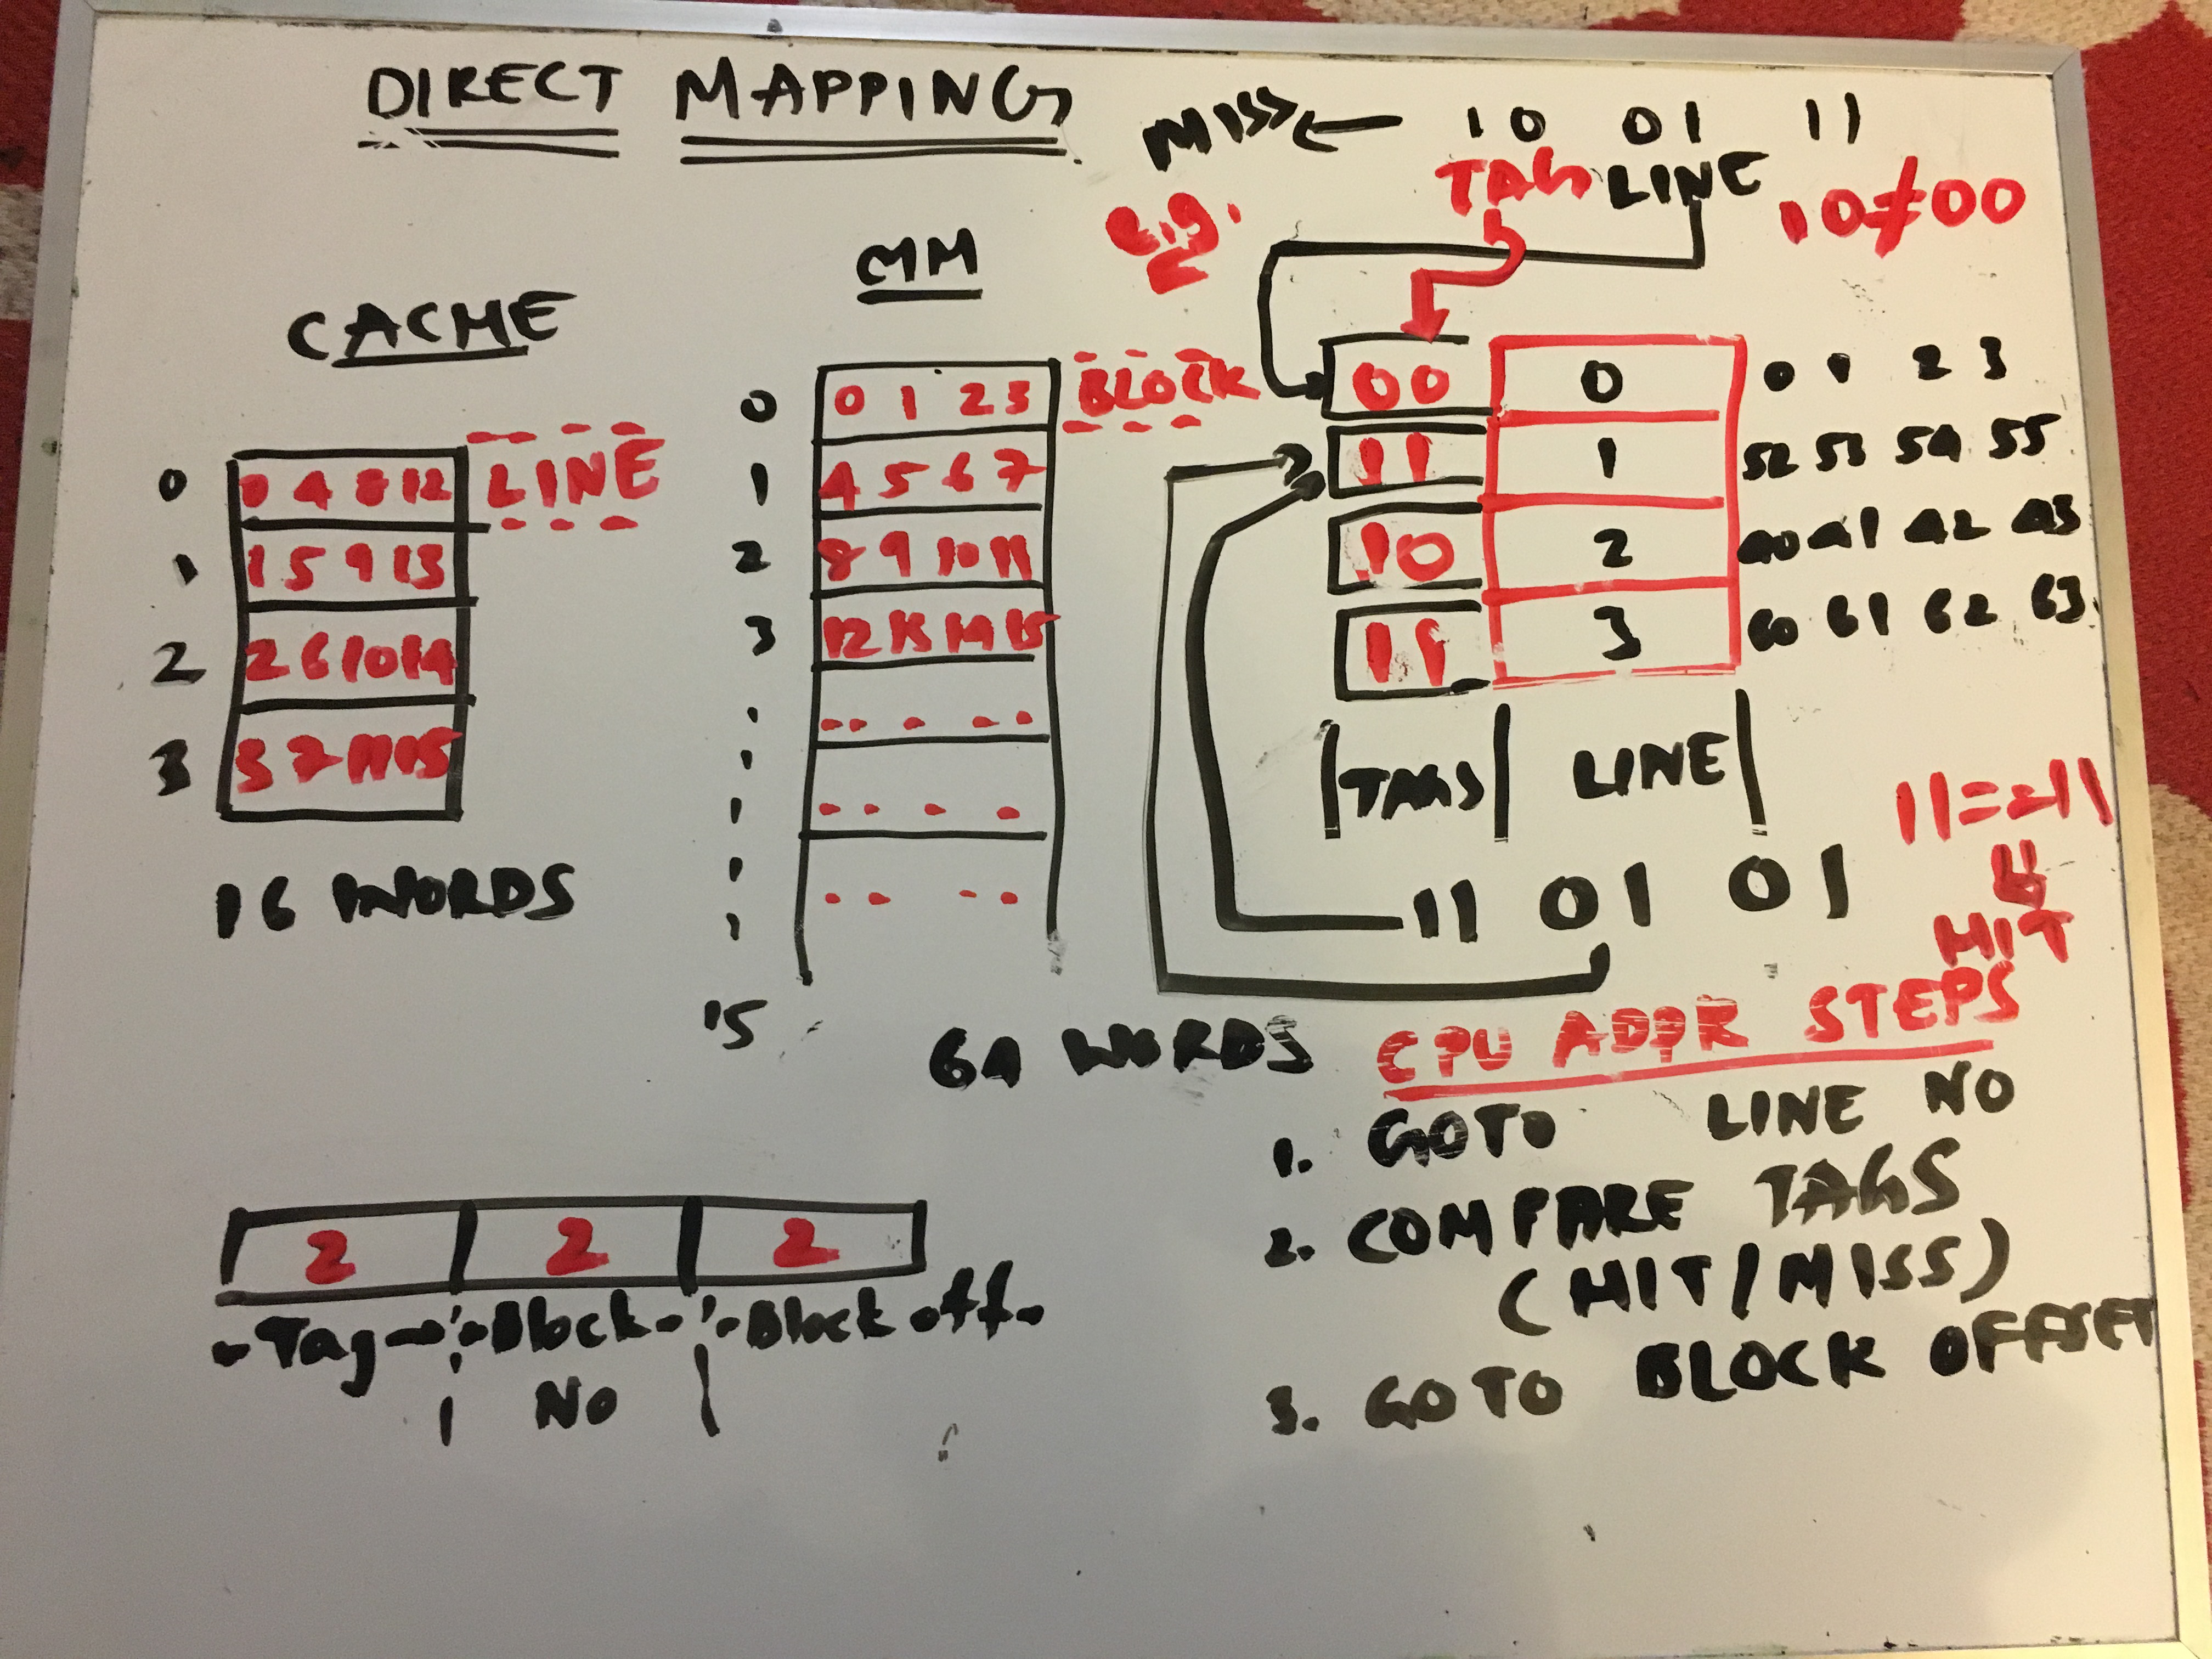 DIRECT MAPPING
MISS 10 01 11
CACHE
MM
e.g.
TAG LINE 10≠00
LINE
BLOCK
0 0 4 8 12
1 1 5 9 13
2 2 6 10 14
3 3 7 11 15
16 WORDS
0 0 1 2 3
1 4 5 6 7
2 8 9 10 11
3 12 13 14 15
15
64 WORDS
00 0 0 1 2 3
11 1 52 53 54 55
10 2 40 41 42 43
11 3 60 61 62 63
TAG LINE
11=11
HIT
11 01 01
CPU ADDR STEPS
1. GOTO LINE NO
2. COMPARE TAGS
(HIT/MISS)
3. GO TO BLOCK OFFSET
2 2 2
Tag Block Block off.
NO